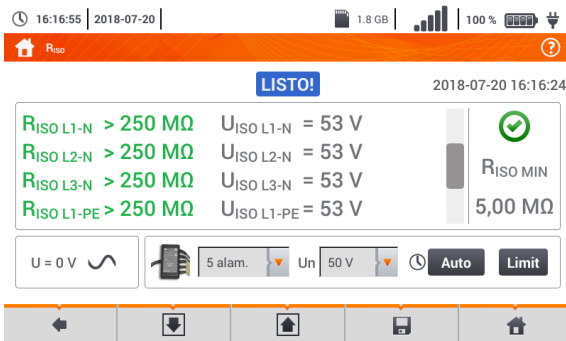 16:16:55 2018-07-20 1.8 GB 100 %
RISO ?
LISTO! 2018-07-20 16:16:24
RISO L1-N > 250 MΩ UISO L1-N = 53 V
RISO L2-N > 250 MΩ UISO L2-N = 53 V
RISO L3-N > 250 MΩ UISO L3-N = 53 V
RISO L1-PE > 250 MΩ UISO L1-PE = 53 V
RISO MIN
5,00 MΩ
U = 0 V 5 alam. Un 50 V Auto Limit